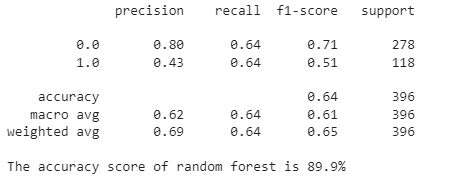 precision recall f1-score support
0.0 0.80 0.64 0.71 278
1.0 0.43 0.64 0.51 118
accuracy 0.64 396
macro avg 0.62 0.64 0.61 396
weighted avg 0.69 0.64 0.65 396
The accuracy score of random forest is 89.9%